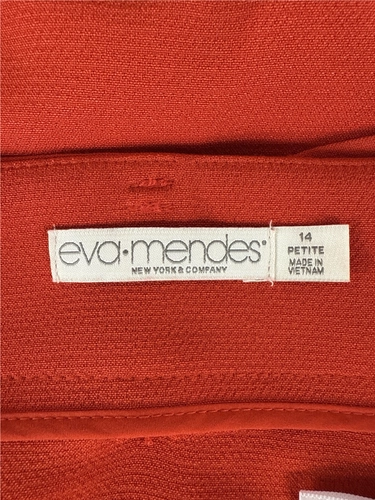 eva•mendes®
NEW YORK & COMPANY
14
PETITE
MADE IN
VIETNAM